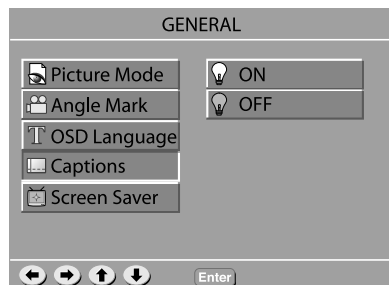 GENERAL
Picture Mode
Angle Mark
OSD Language
Captions
Screen Saver
ON
OFF
Enter